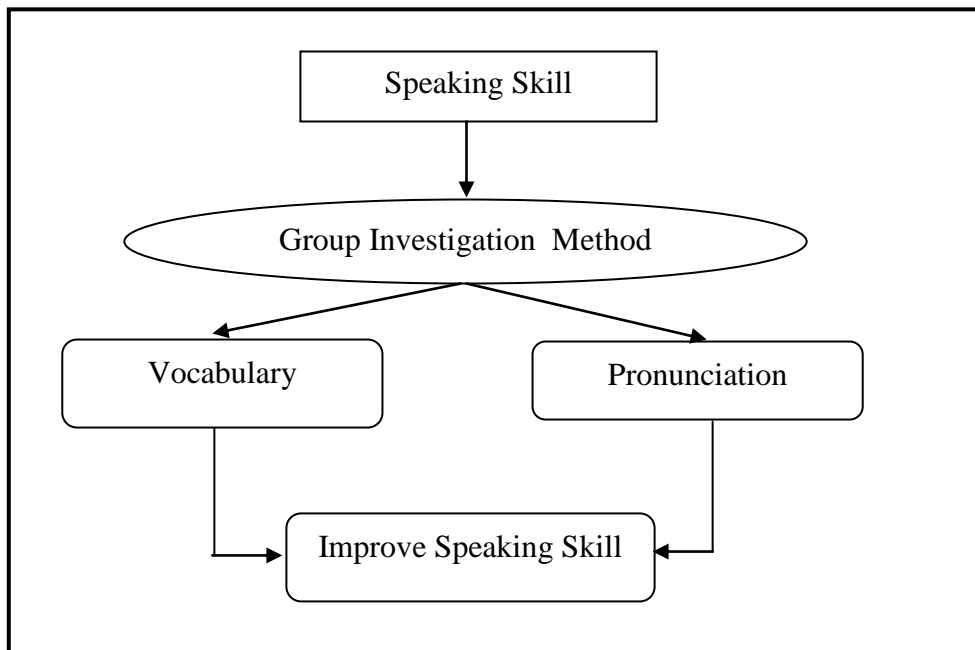 Speaking Skill
Group Investigation  Method
Vocabulary
Pronunciation
Improve Speaking Skill